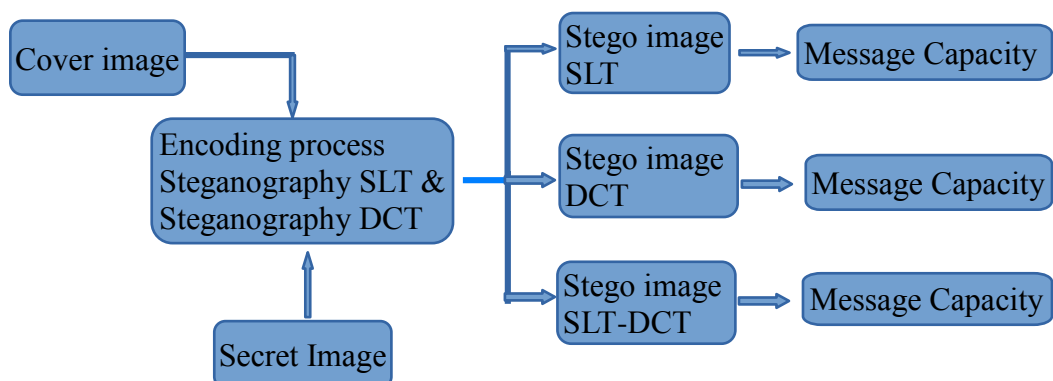 Cover image
Encoding process
Steganography SLT &
Steganography DCT
Secret Image
Stego image
SLT
Message Capacity
Stego image
DCT
Message Capacity
Stego image
SLT-DCT
Message Capacity